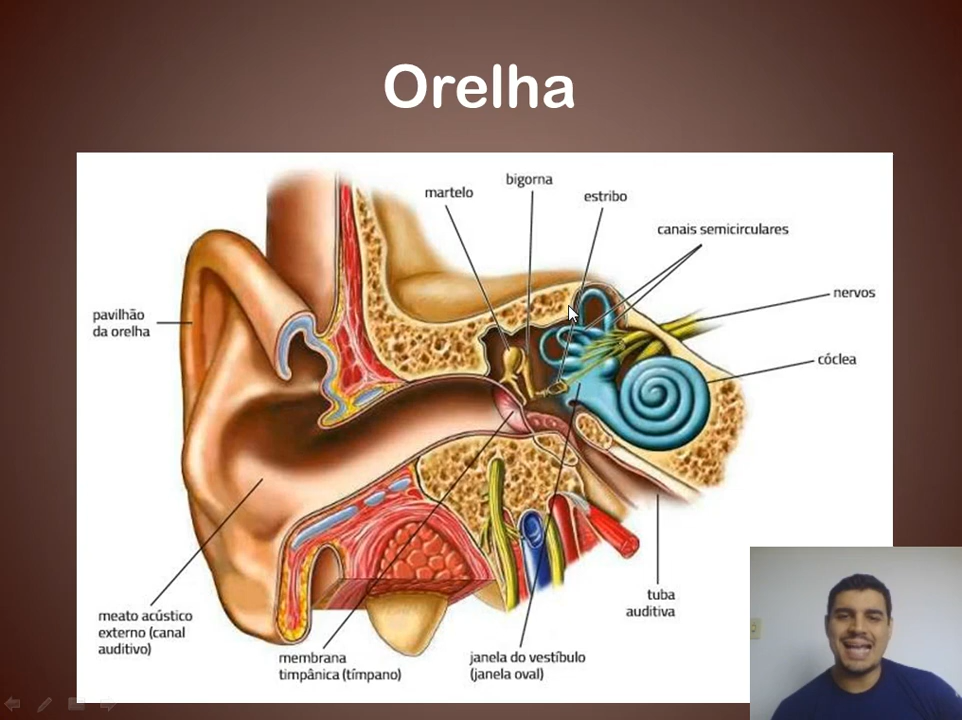 Orelha
bigorna
martelo
estribo
canais semicirculares
nervos
pavilhão
da orelha
cóclea
meato acústico
externo (canal
auditivo)
tuba
auditiva
membrana
timpânica (tímpano)
janela do vestíbulo
(janela oval)